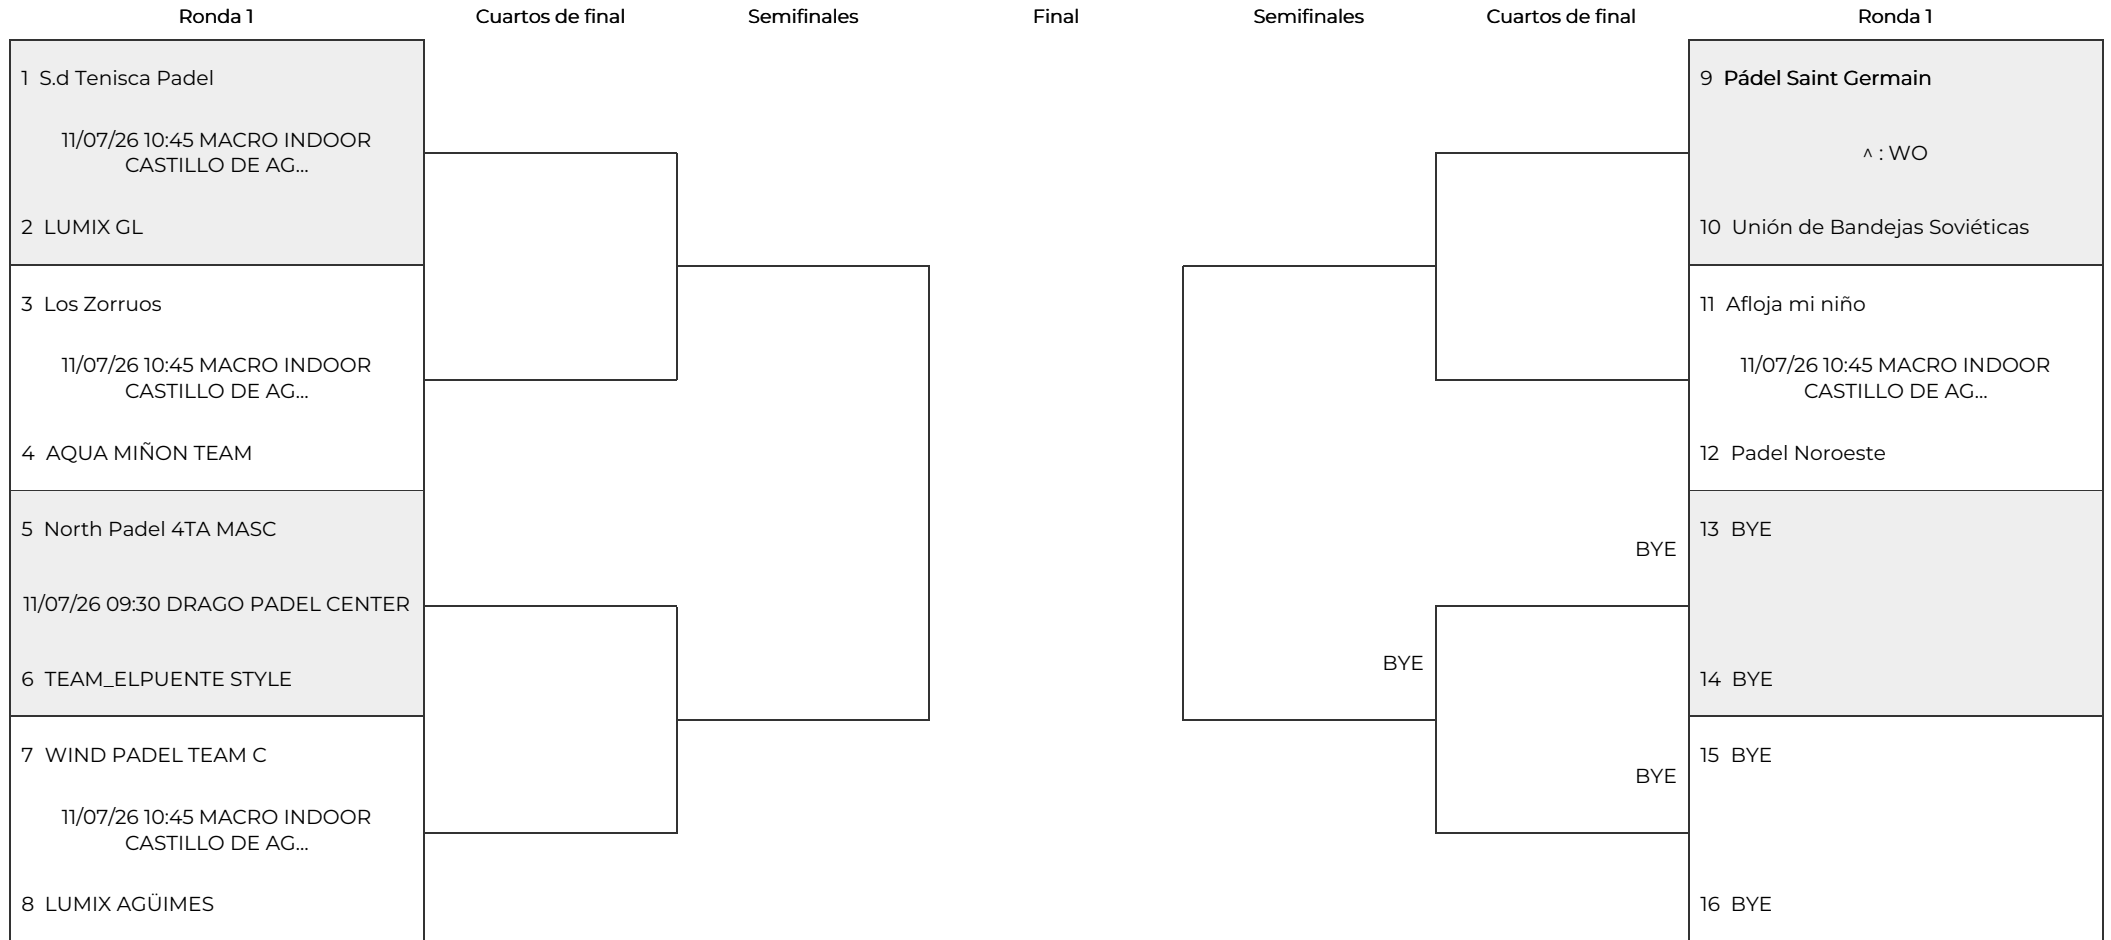 Ronda 1
Cuartos de final
Semifinales
Final
Semifinales
Cuartos de final
Ronda 1
1 S.d Tenisca Padel
11/07/26 10:45 MACRO INDOOR
CASTILLO DE AG...
2 LUMIX GL
3 Los Zorruos
11/07/26 10:45 MACRO INDOOR
CASTILLO DE AG...
4 AQUA MIÑON TEAM
5 North Padel 4TA MASC
11/07/26 09:30 DRAGO PADEL CENTER
6 TEAM_ELPUENTE STYLE
7 WIND PADEL TEAM C
11/07/26 10:45 MACRO INDOOR
CASTILLO DE AG...
8 LUMIX AGÜIMES
BYE
BYE
BYE
9 Pádel Saint Germain
^ : WO
10 Unión de Bandejas Soviéticas
11 Afloja mi niño
11/07/26 10:45 MACRO INDOOR
CASTILLO DE AG...
12 Padel Noroeste
13 BYE
14 BYE
15 BYE
16 BYE